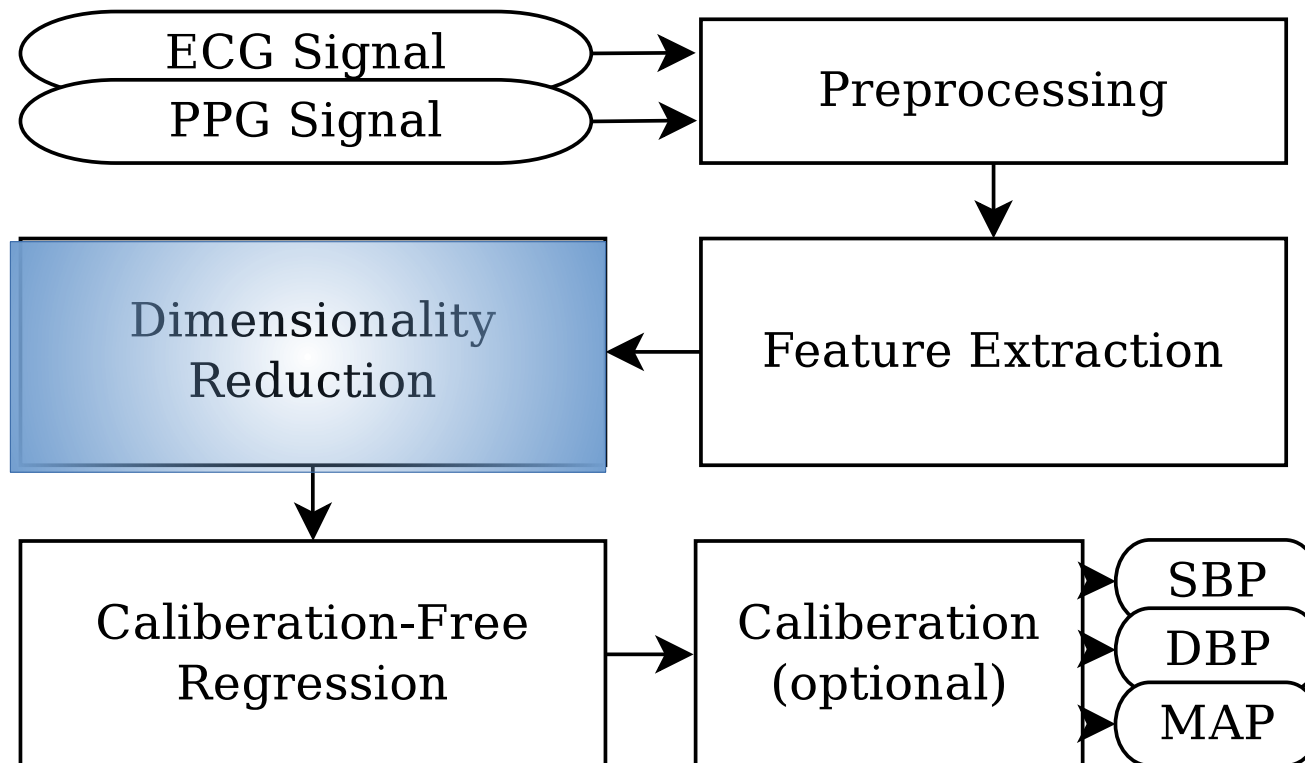 ECG Signal
PPG Signal
Preprocessing
Dimensionality
Reduction
Feature Extraction
Caliberation-Free
Regression
Caliberation
(optional)
SBP
DBP
MAP